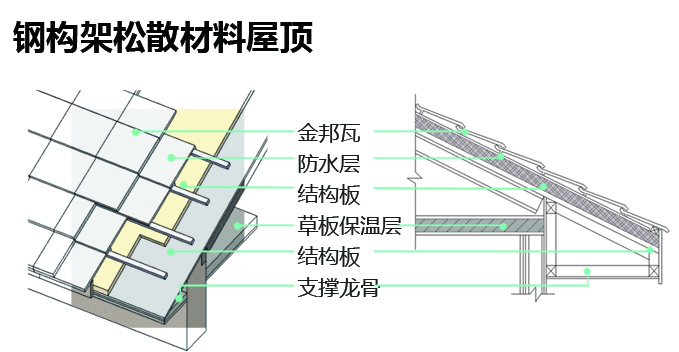 钢构架松散材料屋顶
金邦瓦
防水层
结构板
草板保温层
结构板
支撑龙骨